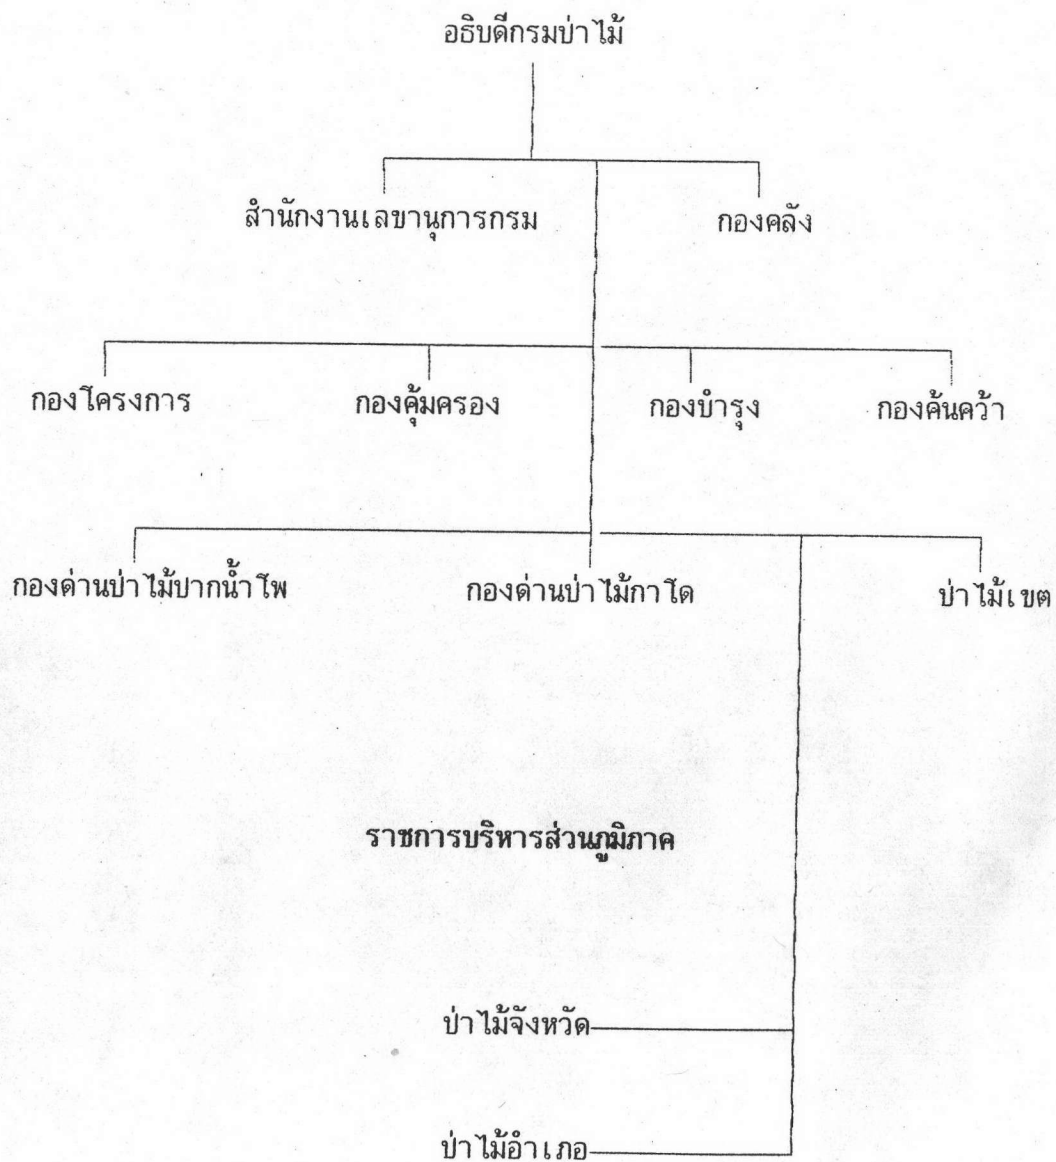 อธิบดีกรมป่าไม้
สำนักงานเลขานุการกรม กองคลัง
กองโครงการ กองคุ้มครอง กองบำรุง กองค้นคว้า
กองด่านป่าไม้ปากน้ำโพ กองด่านป่าไม้กาโด ป่าไม้เขต
ราชการบริหารส่วนภูมิภาค
ป่าไม้จังหวัด
ป่าไม้อำเภอ